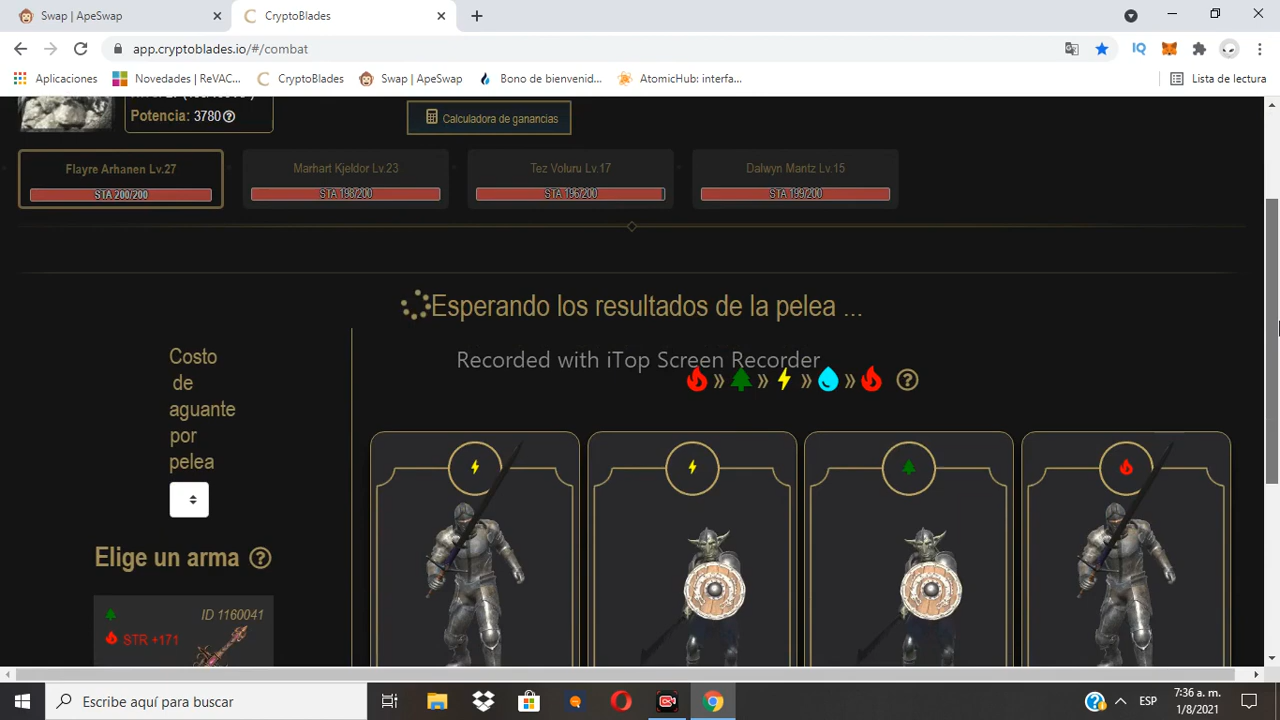 Swap | ApeSwap
CryptoBlades
app.cryptoblades.io/#/combat
Aplicaciones
Novedades | ReVAC...
CryptoBlades
Swap | ApeSwap
Bono de bienvenid...
AtomicHub: interfa...
Lista de lectura
Potencia: 3780
Calculadora de ganancias
Flayre Arhanen Lv.27
Marhart Kjeldor Lv.23
Tez Voluru Lv.17
Dalwyn Mantz Lv.15
STA 200/200
STA 198/200
STA 196/200
STA 199/200
Esperando los resultados de la pelea ...
Recorded with iTop Screen Recorder
Costo
de
aguante
por
pelea
Elige un arma
ID 1160041
STR +171
Escribe aquí para buscar
ESP
7:36 a. m.
1/8/2021